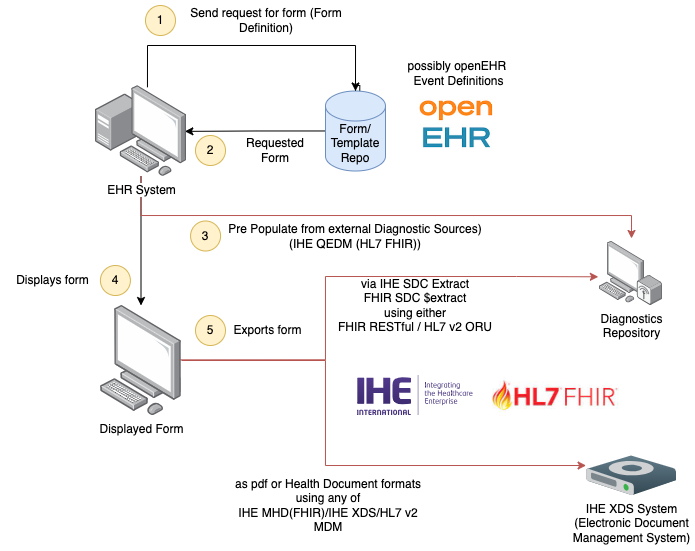 1
Send request for form (Form
Definition)
possibly openEHR
Event Definitions
open
EHR
Form/
Template
Repo
2
Requested
Form
EHR System
3
Pre Populate from external Diagnostic Sources)
(IHE QEDM (HL7 FHIR))
Displays form
4
via IHE SDC Extract
FHIR SDC $extract
using either
FHIR RESTful / HL7 v2 ORU
Diagnostics
Repository
5
Exports form
Displayed Form
IHE
INTERNATIONAL
Integrating
the Healthcare
Enterprise
HL7 FHIR
as pdf or Health Document formats
using any of
IHE MHD(FHIR)/IHE XDS/HL7 v2
MDM
IHE XDS System
(Electronic Document
Management System)